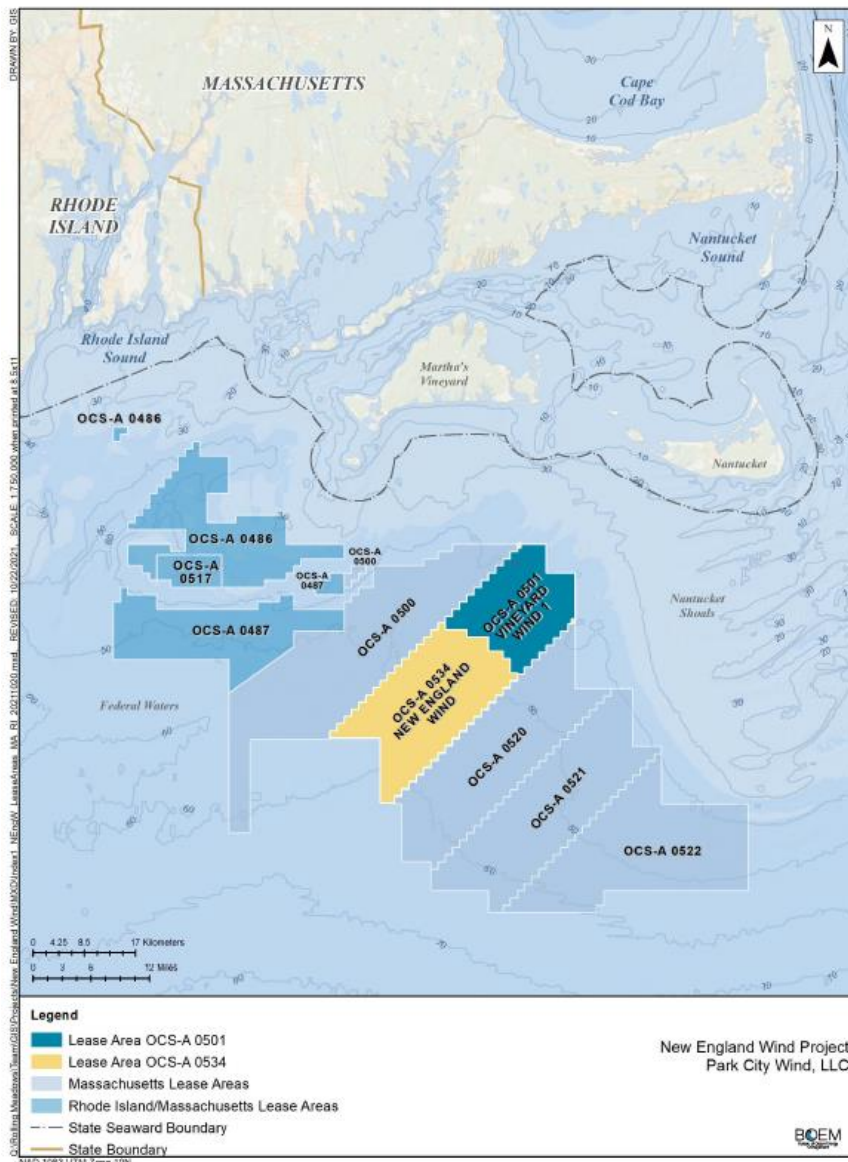 DRAWN BY: GIS
N
MASSACHUSETTS
Cape
Cod Bay
RHODE
ISLAND
Nantucket
Sound
Rhode Island
Sound
Martha's
Vineyard
Nantucket
OCS-A 0486
OCS-A 0486
OCS-A
0517
OCS-A
0500
OCS-A
0487
OCS-A 0487
OCS-A 0500
OCS-A 0501
VINEYARD
WIND 1
Nantucket
Shoals
OCS-A 0534
NEW ENGLAND
WIND
Federal Waters
OCS-A 0520
OCS-A 0521
OCS-A 0522
0 4.25 8.5 17 Kilometers
0 3 6 12 Miles
Legend
Lease Area OCS-A 0501
Lease Area OCS-A 0534
Massachusetts Lease Areas
Rhode Island/Massachusetts Lease Areas
State Seaward Boundary
State Boundary
New England Wind Project
Park City Wind, LLC
BOEM